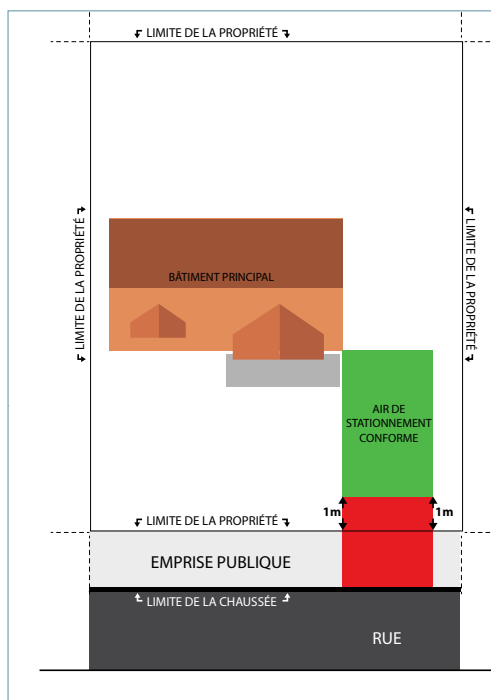 LIMITE DE LA PROPRIÉTÉ
LIMITE DE LA PROPRIÉTÉ
LIMITE DE LA PROPRIÉTÉ
BÂTIMENT PRINCIPAL
AIR DE
STATIONNEMENT
CONFORME
1m
1m
LIMITE DE LA PROPRIÉTÉ
EMPRISE PUBLIQUE
LIMITE DE LA CHAUSSÉE
RUE